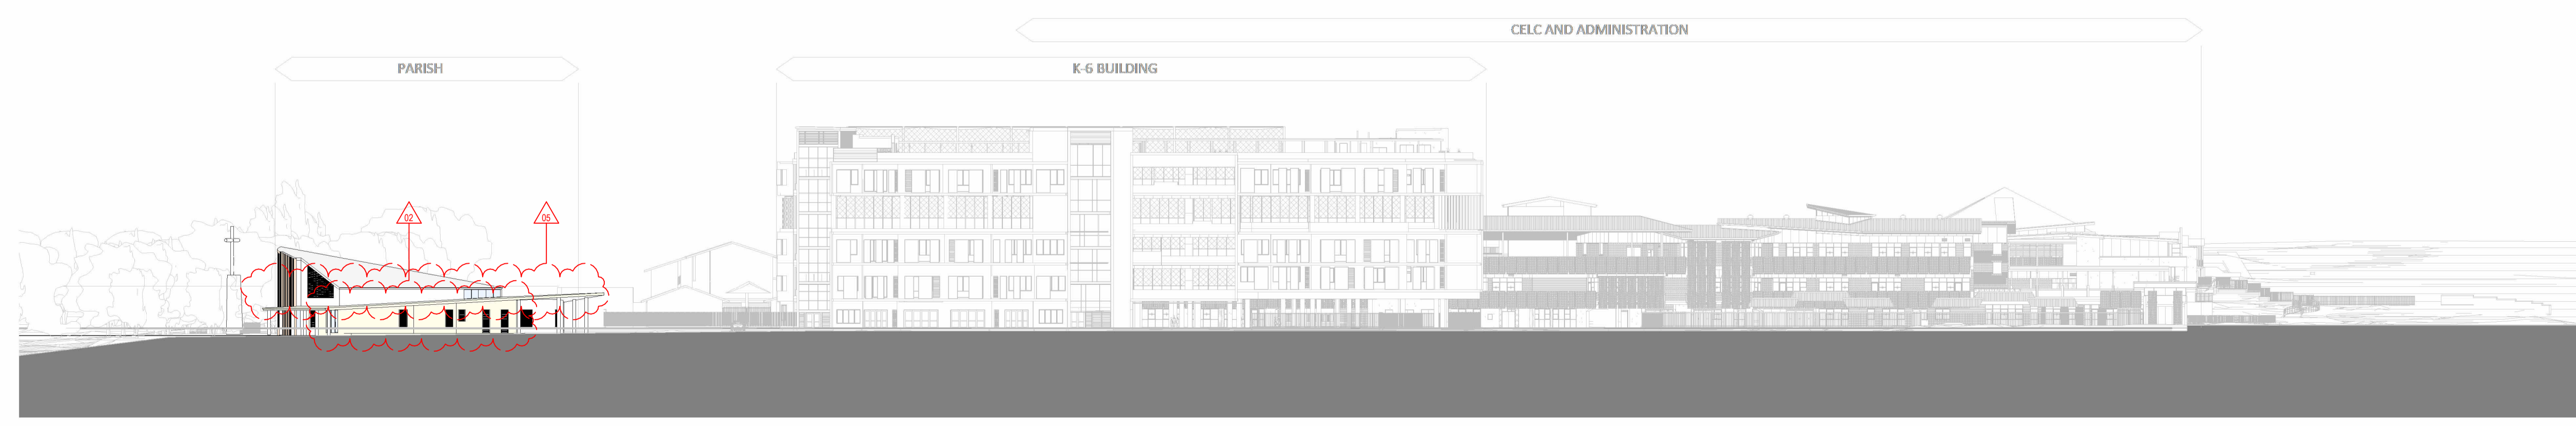 CELC AND ADMINISTRATION
PARISH
K-6 BUILDING
02
05